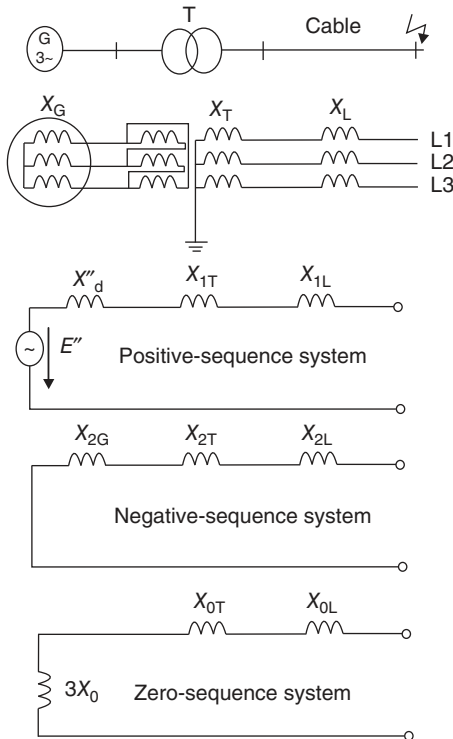 T
G
3~
Cable
X_G
X_T
X_L
L1
L2
L3
X″_d
X_1T
X_1L
~
E″
Positive-sequence system
X_2G
X_2T
X_2L
Negative-sequence system
X_0T
X_0L
3X_0
Zero-sequence system